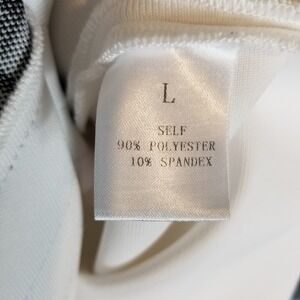 L
SELF
90% POLYESTER
10% SPANDEX